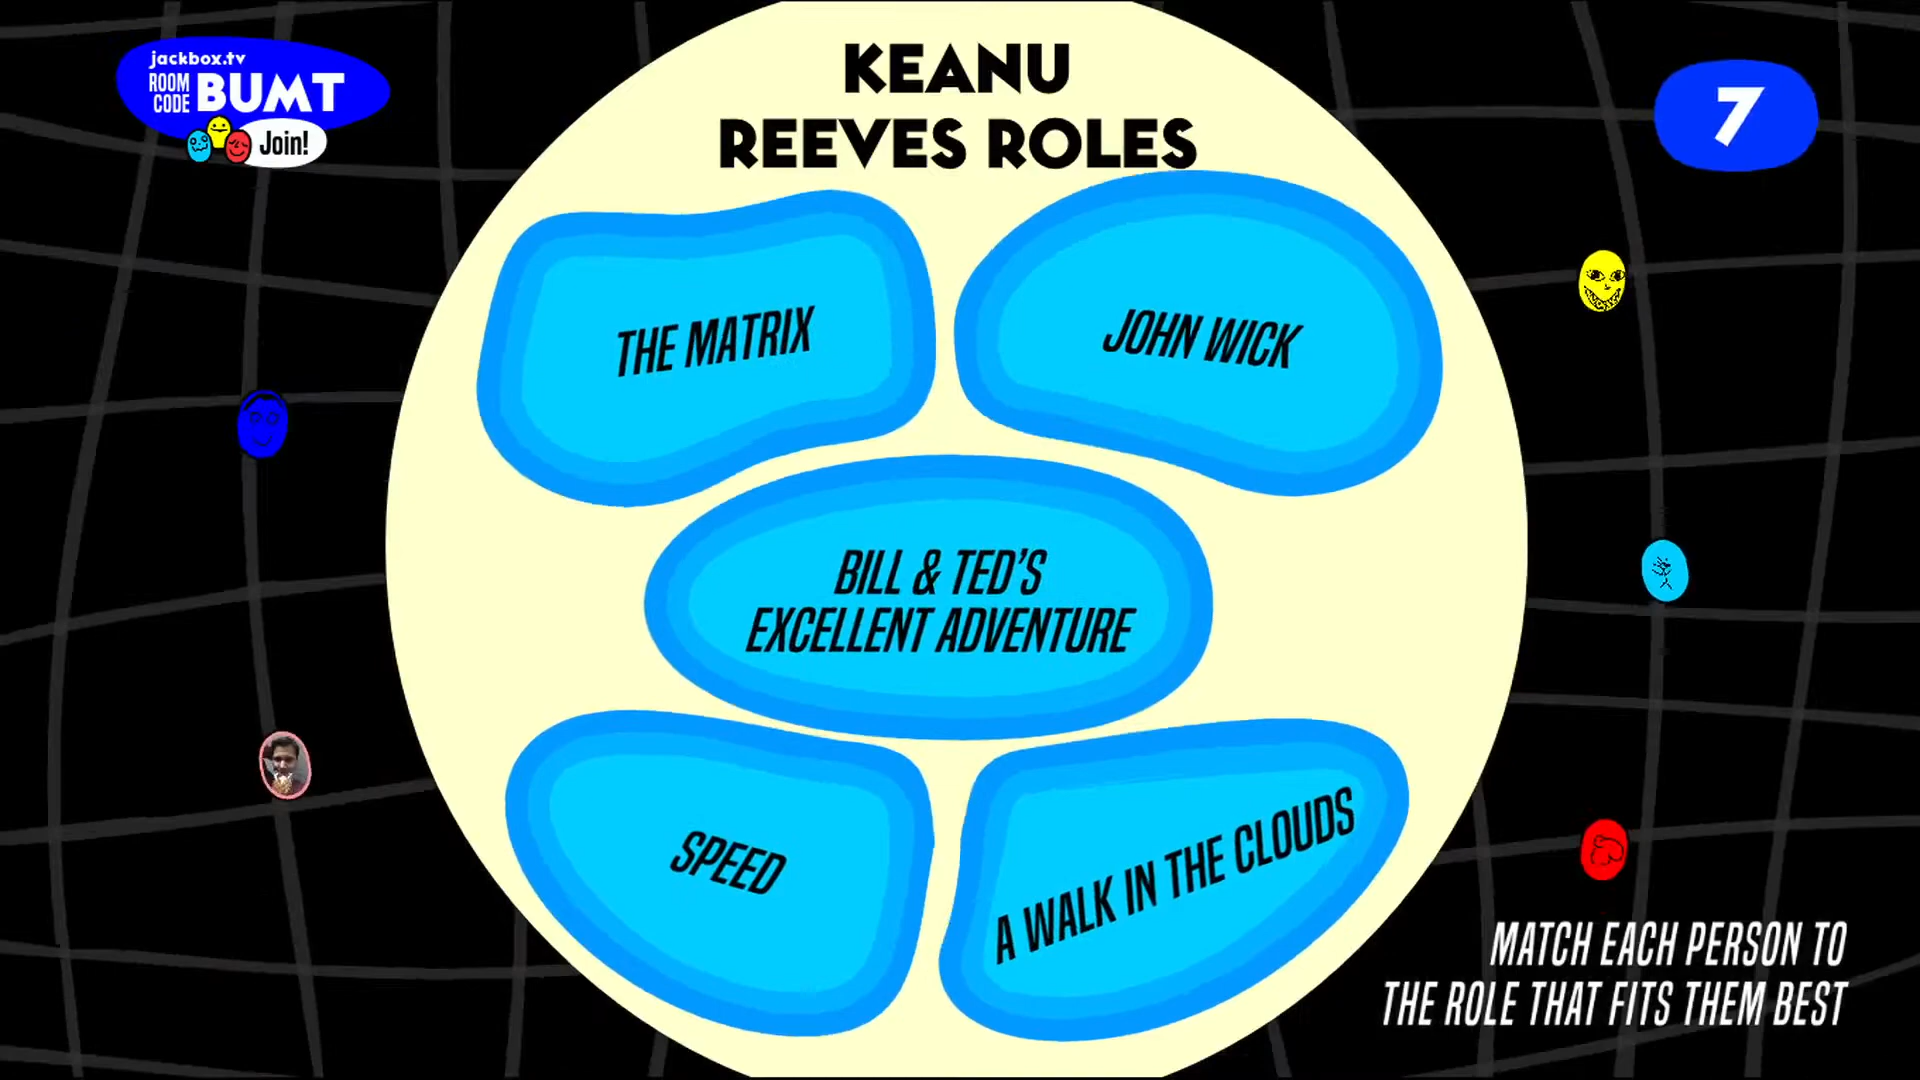 jackbox.tv
ROOM
CODE
BUMT
Join!
KEANU
REEVES ROLES
7
THE MATRIX
JOHN WICK
BILL & TED'S
EXCELLENT ADVENTURE
SPEED
A WALK IN THE CLOUDS
MATCH EACH PERSON TO
THE ROLE THAT FITS THEM BEST